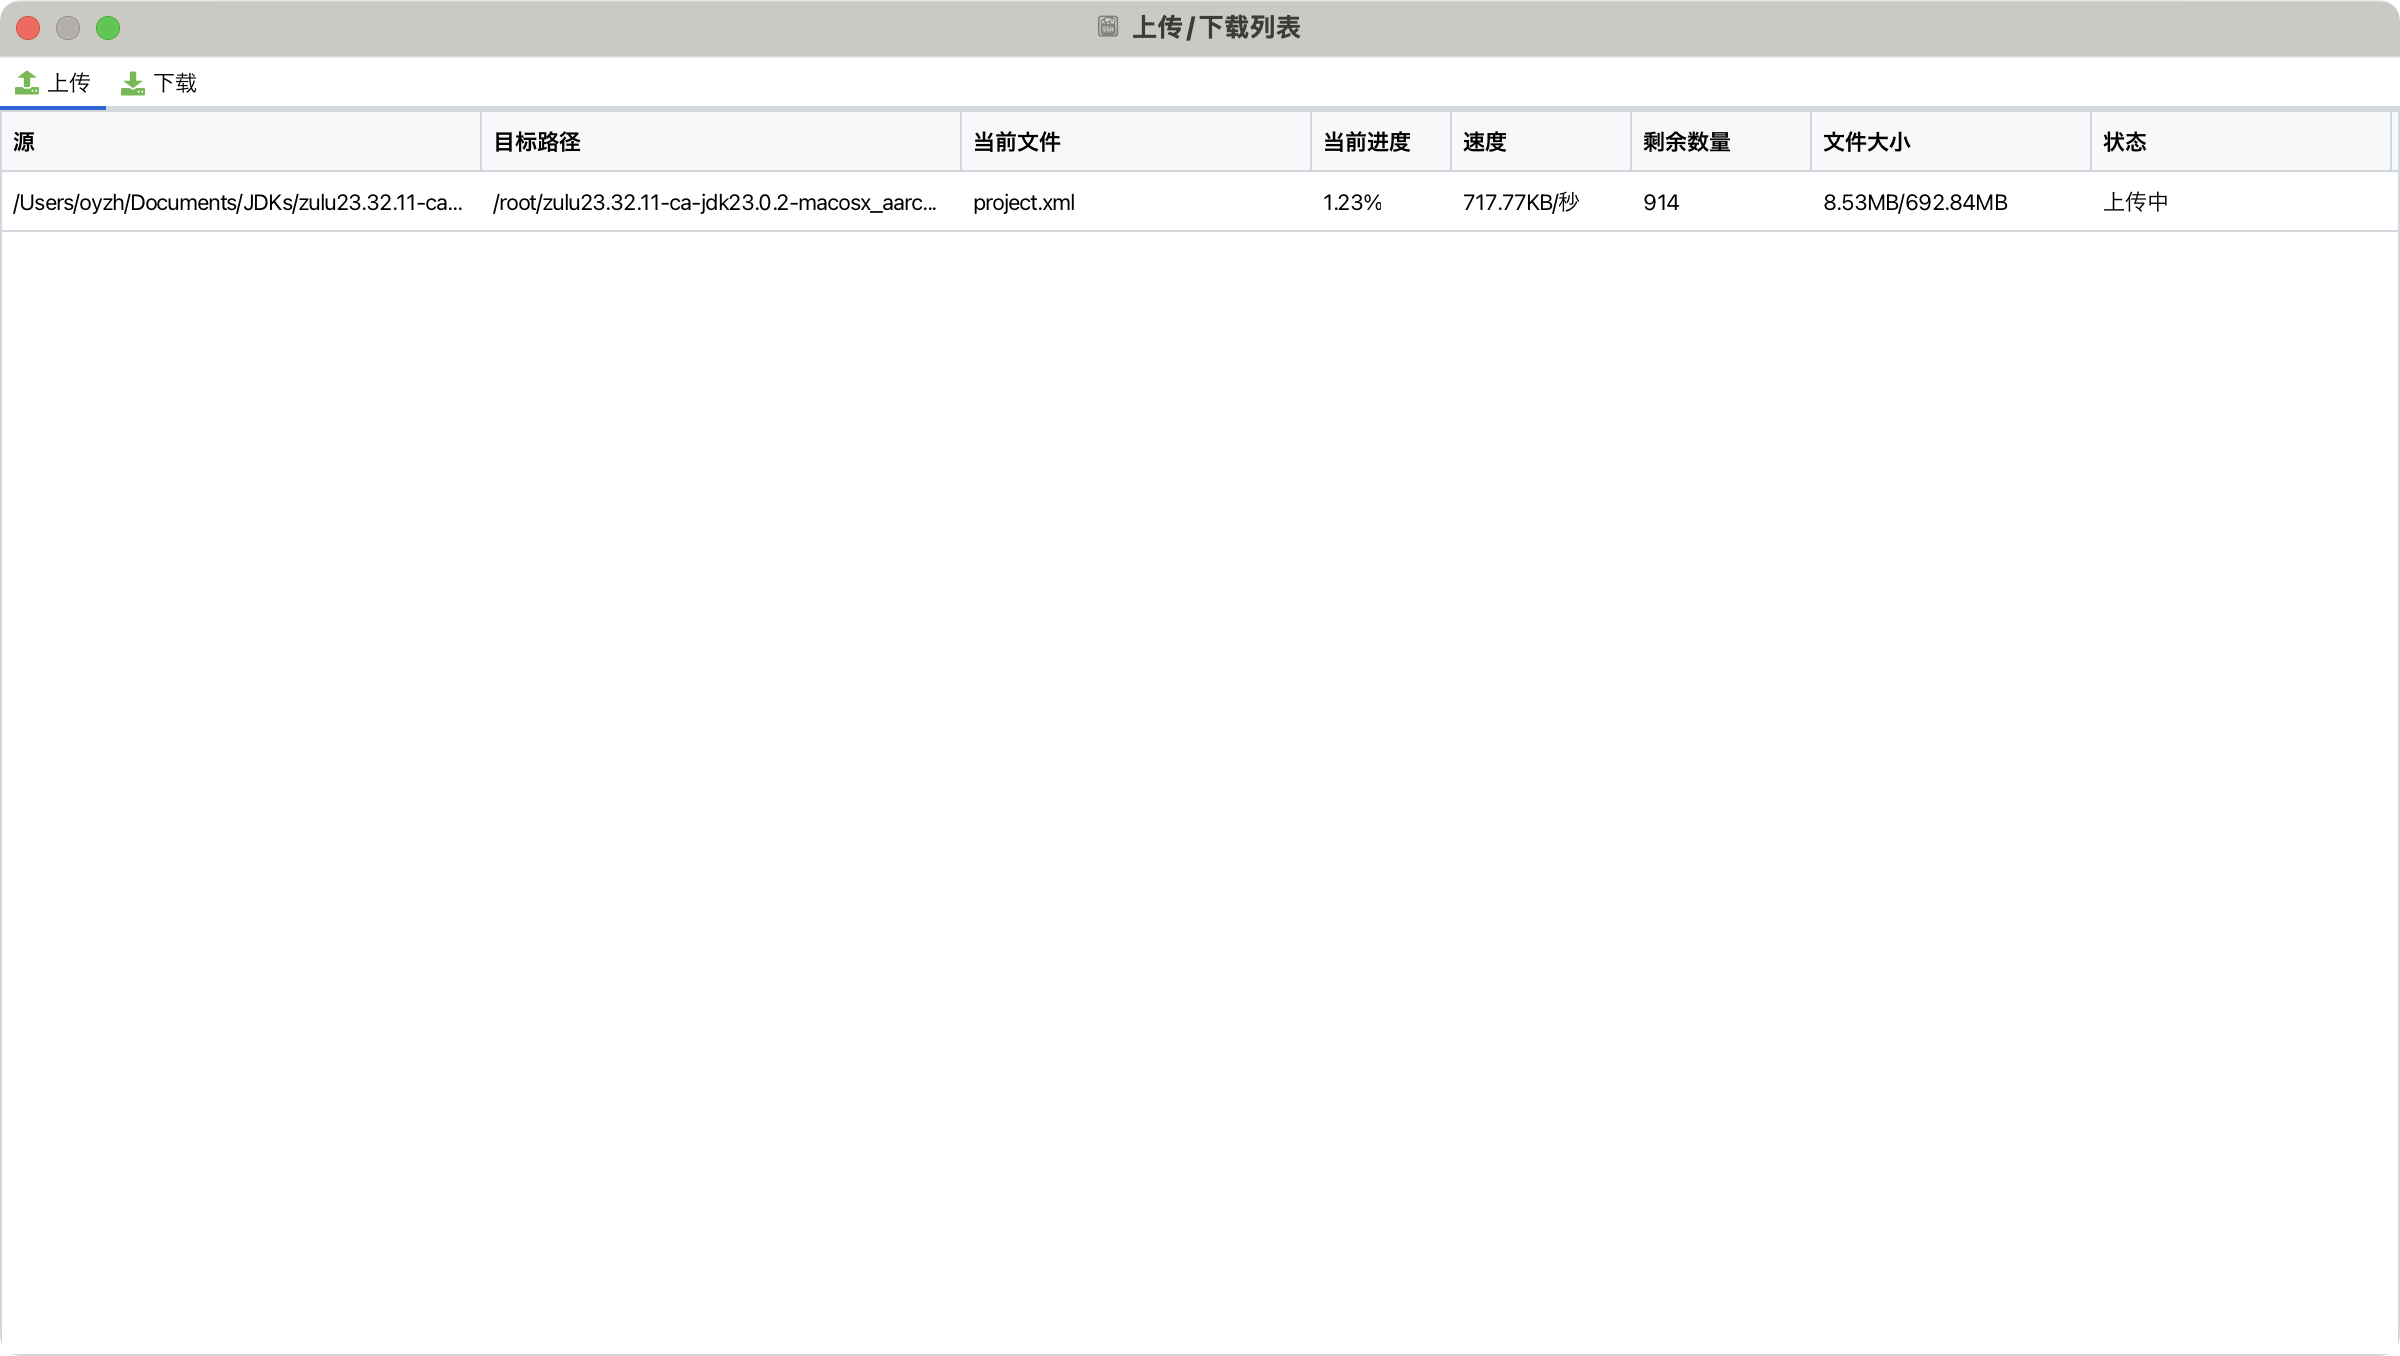 上传/下载列表
上传 下载
源 目标路径 当前文件 当前进度 速度 剩余数量 文件大小 状态
/Users/oyzh/Documents/JDKs/zulu23.32.11-ca... /root/zulu23.32.11-ca-jdk23.0.2-macosx_aarc... project.xml 1.23% 717.77KB/秒 914 8.53MB/692.84MB 上传中